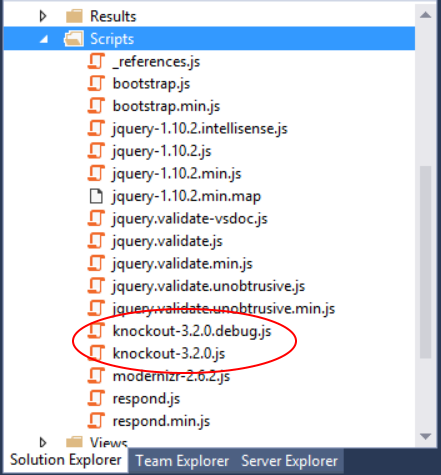 Results
Scripts
_references.js
bootstrap.js
bootstrap.min.js
jquery-1.10.2.intellisense.js
jquery-1.10.2.js
jquery-1.10.2.min.js
jquery-1.10.2.min.map
jquery.validate-vsdoc.js
jquery.validate.js
jquery.validate.min.js
jquery.validate.unobtrusive.js
jquery.validate.unobtrusive.min.js
knockout-3.2.0.debug.js
knockout-3.2.0.js
modernizr-2.6.2.js
respond.js
respond.min.js
Views
Solution Explorer Team Explorer Server Explorer